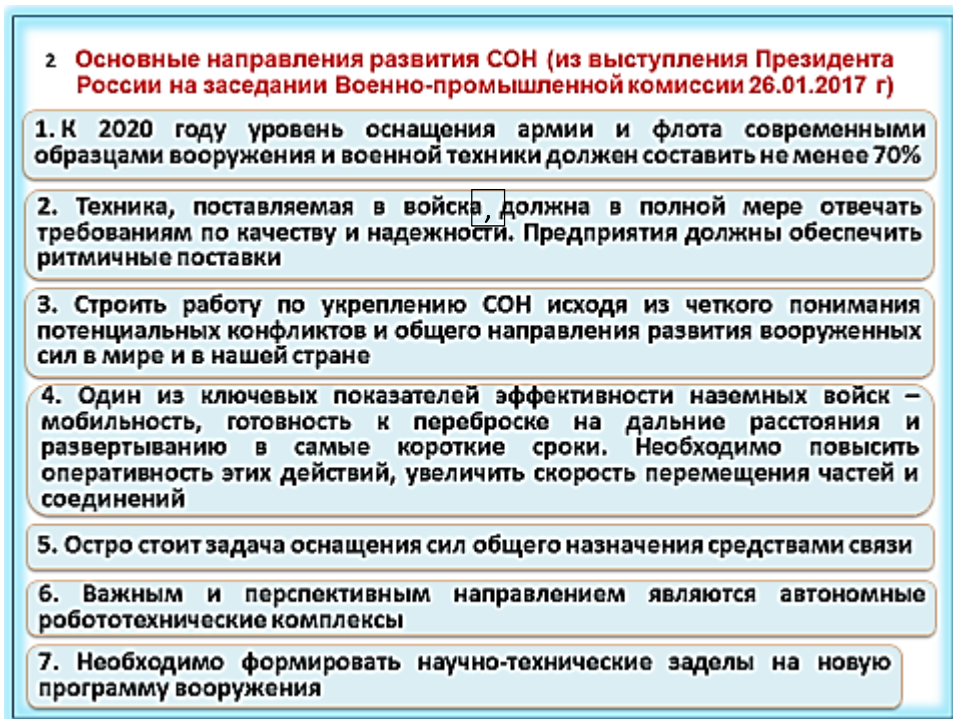 2 Основные направления развития СОН (из выступления Президента
России на заседании Военно-промышленной комиссии 26.01.2017 г)
1. К 2020 году уровень оснащения армии и флота современными
образцами вооружения и военной техники должен составить не менее 70%
2. Техника, поставляемая в войска, должна в полной мере отвечать
требованиям по качеству и надежности. Предприятия должны обеспечить
ритмичные поставки
3. Строить работу по укреплению СОН исходя из четкого понимания
потенциальных конфликтов и общего направления развития вооруженных
сил в мире и в нашей стране
4. Один из ключевых показателей эффективности наземных войск –
мобильность, готовность к переброске на дальние расстояния и
развертыванию в самые короткие сроки. Необходимо повысить
оперативность этих действий, увеличить скорость перемещения частей и
соединений
5. Остро стоит задача оснащения сил общего назначения средствами связи
6. Важным и перспективным направлением являются автономные
робототехнические комплексы
7. Необходимо формировать научно-технические заделы на новую
программу вооружения